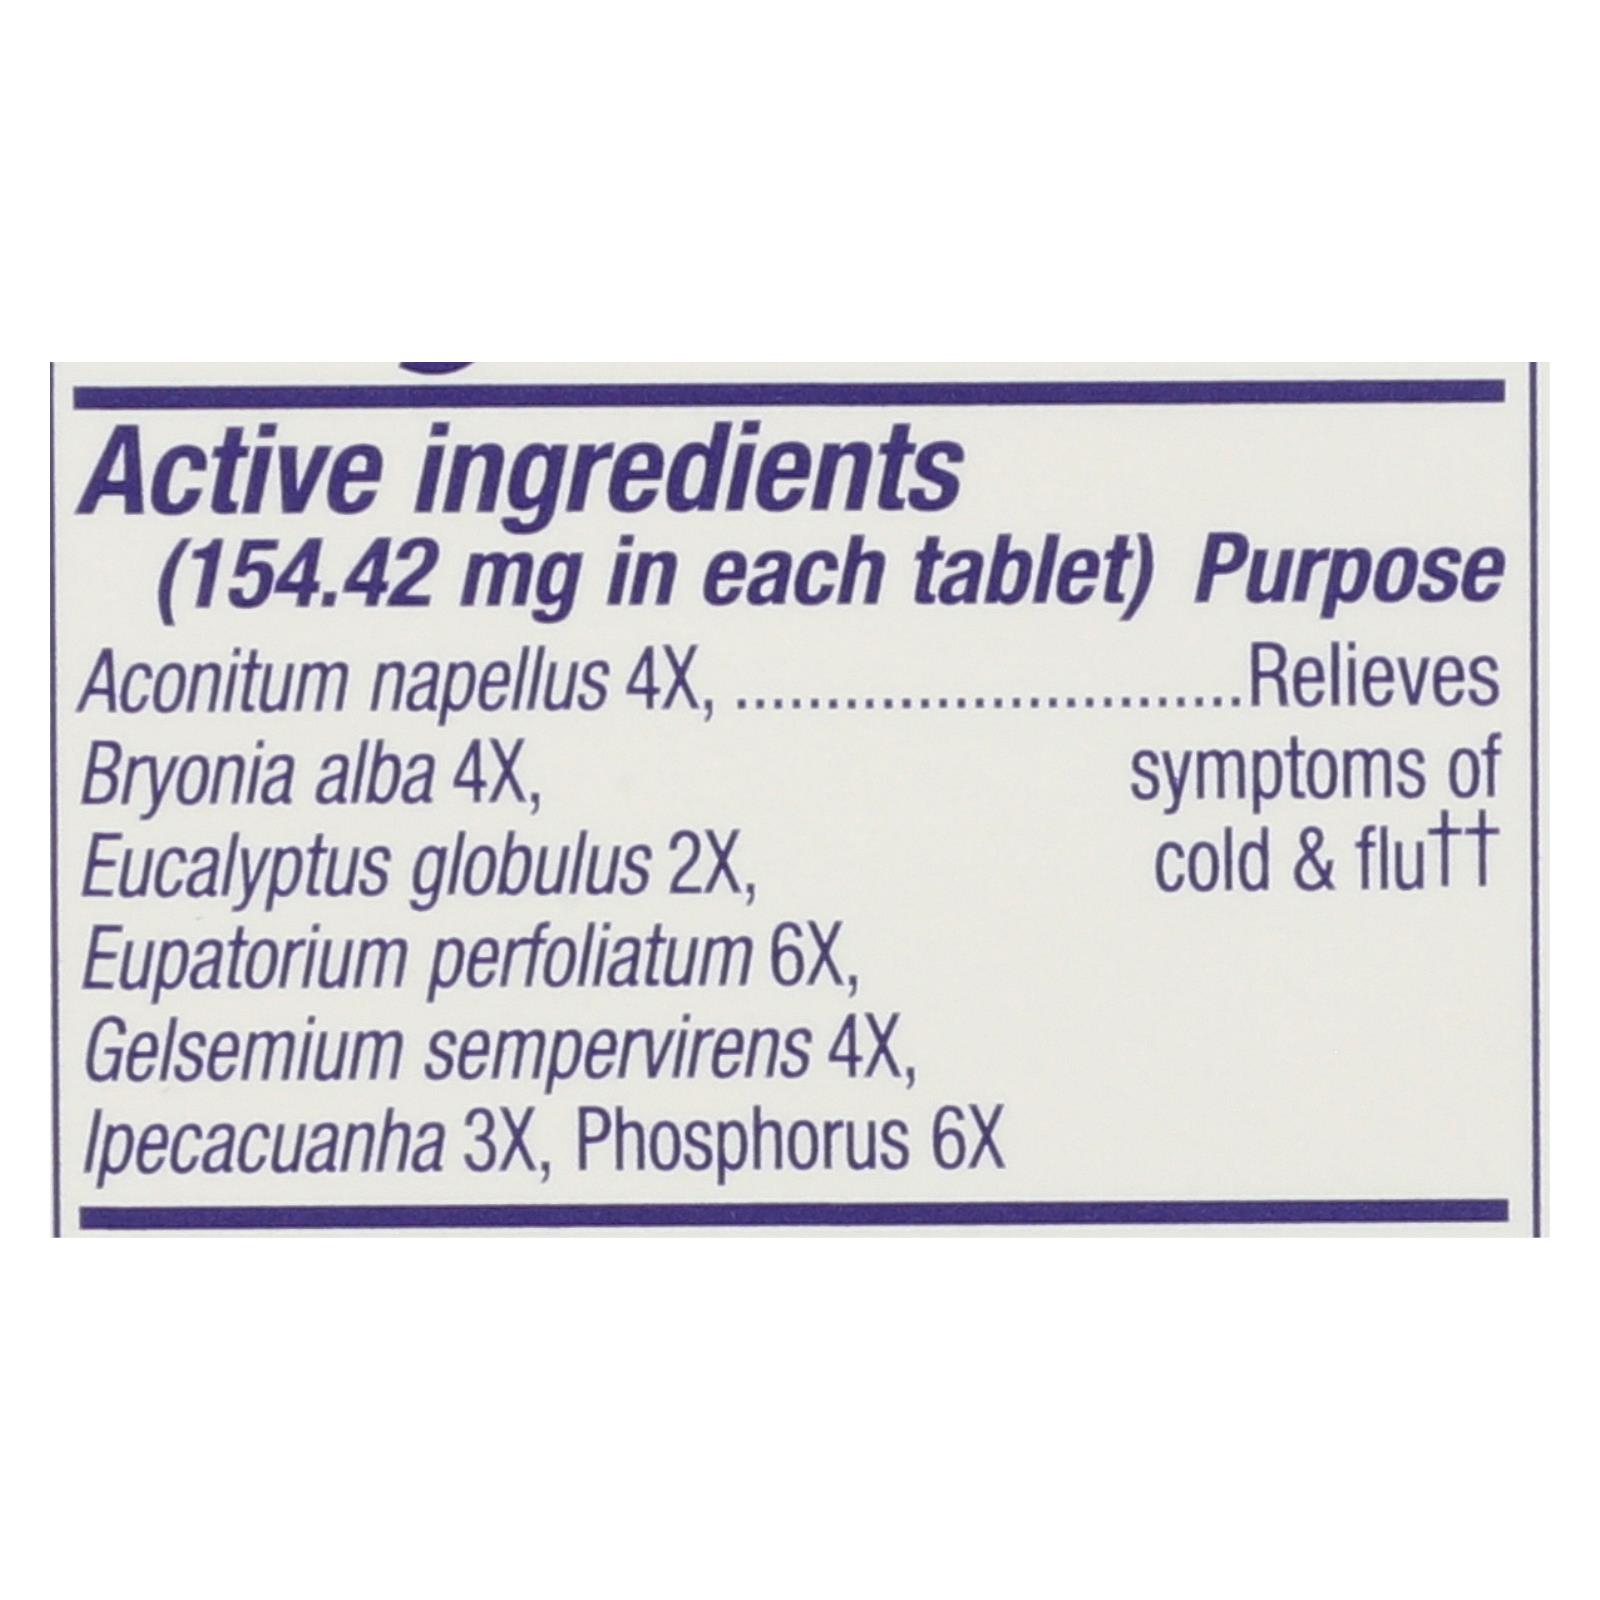 Active ingredients
(154.42 mg in each tablet) Purpose
Aconitum napellus 4X, ............................Relieves
Bryonia alba 4X, symptoms of
Eucalyptus globulus 2X, cold & flu††
Eupatorium perfoliatum 6X,
Gelsemium sempervirens 4X,
Ipecacuanha 3X, Phosphorus 6X